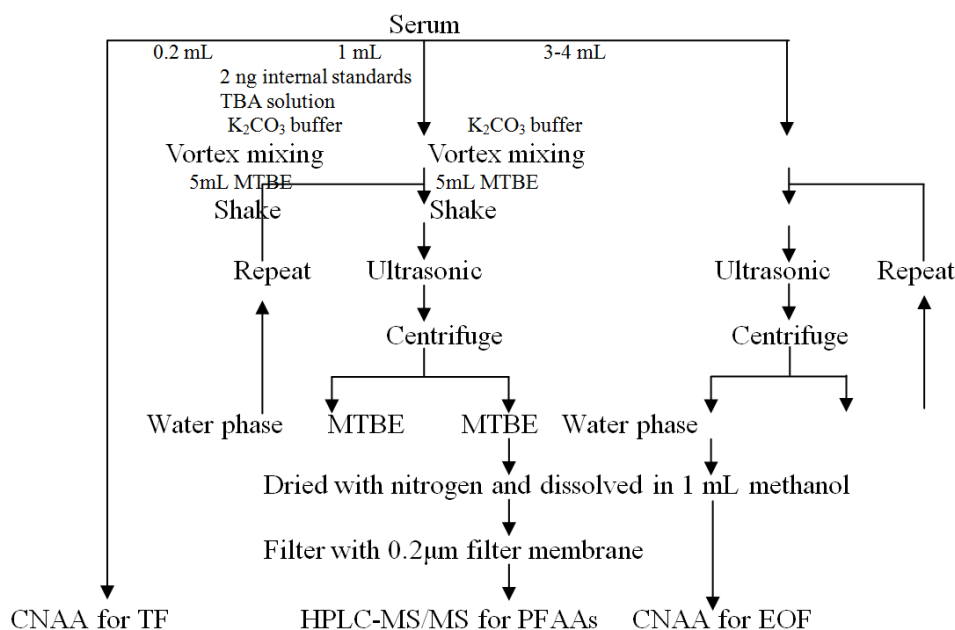 Serum
0.2 mL 1 mL 3-4 mL
2 ng internal standards
TBA solution
K₂CO₃ buffer K₂CO₃ buffer
Vortex mixing Vortex mixing
5mL MTBE 5mL MTBE
Shake Shake
Repeat Ultrasonic Ultrasonic Repeat
Centrifuge Centrifuge
Water phase MTBE MTBE Water phase
Dried with nitrogen and dissolved in 1 mL methanol
Filter with 0.2μm filter membrane
CNAA for TF HPLC-MS/MS for PFAAs CNAA for EOF